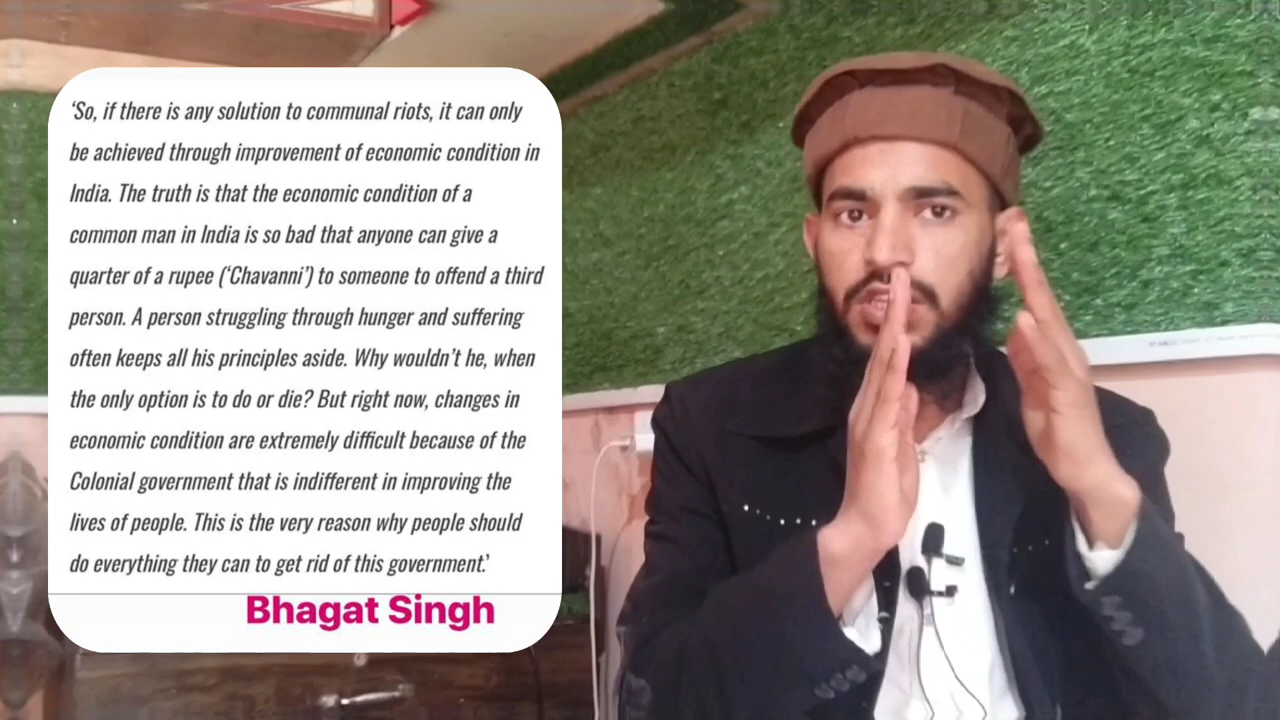 ‘So, if there is any solution to communal riots, it can only
be achieved through improvement of economic condition in
India. The truth is that the economic condition of a
common man in India is so bad that anyone can give a
quarter of a rupee (‘Chavanni’) to someone to offend a third
person. A person struggling through hunger and suffering
often keeps all his principles aside. Why wouldn’t he, when
the only option is to do or die? But right now, changes in
economic condition are extremely difficult because of the
Colonial government that is indifferent in improving the
lives of people. This is the very reason why people should
do everything they can to get rid of this government.’
Bhagat Singh